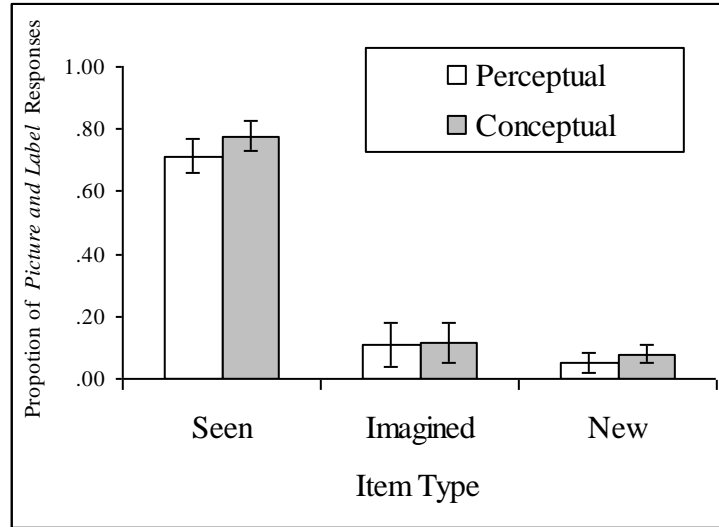 Propotion of Picture and Label Responses
1.00
.80
.60
.40
.20
.00
Perceptual
Conceptual
Seen Imagined New
Item Type